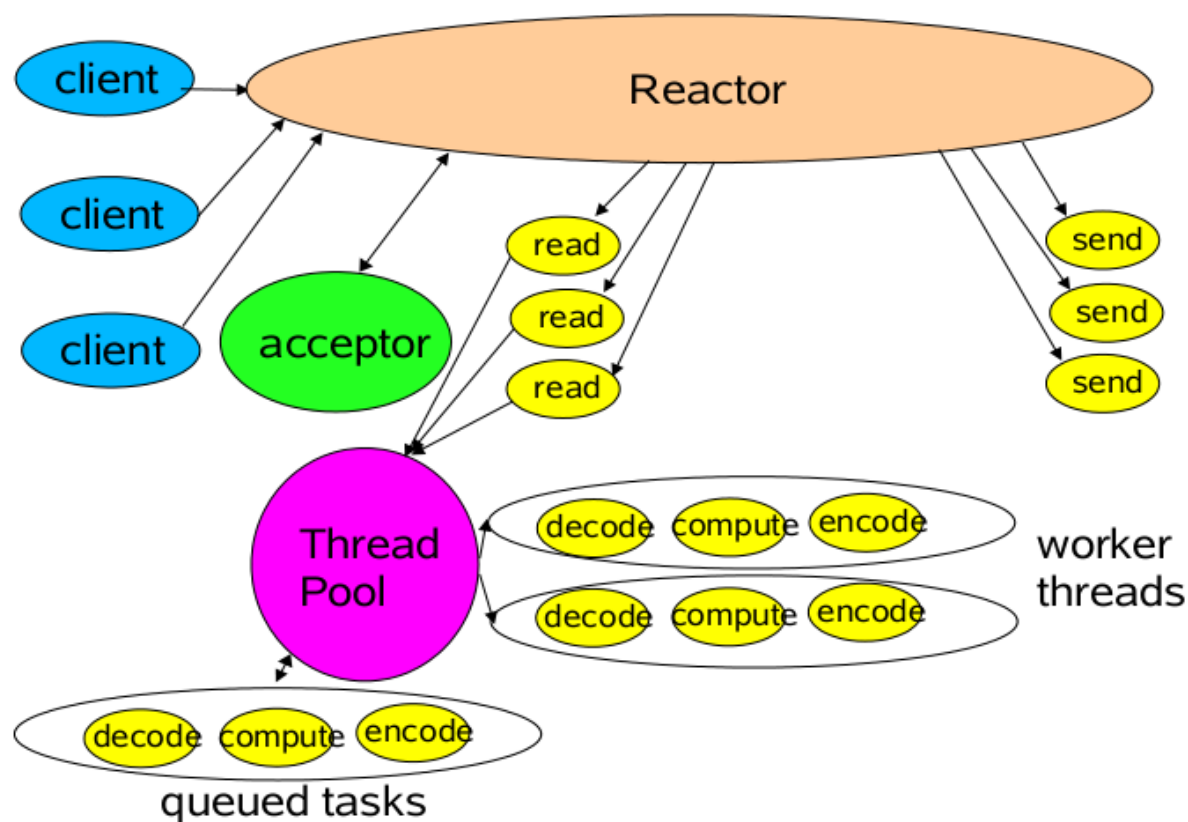 client
Reactor
client
client
acceptor
read
read
read
send
send
send
Thread
Pool
decode compute encode
decode compute encode
worker
threads
decode compute encode
queued tasks